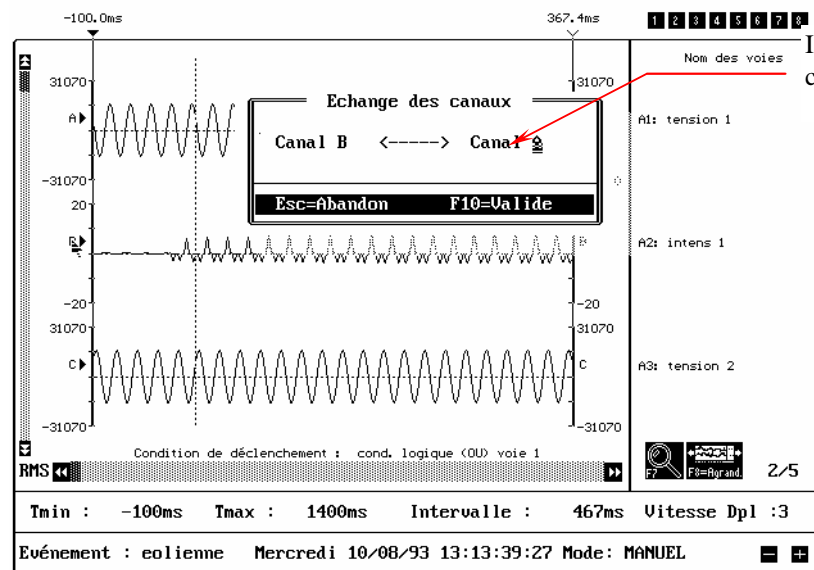 -100.0ms 367.4ms 1 2 3 4 5 6 7 8
Nom des voies
31070 31070
Echange des canaux
A
Canal B <-----> Canal
A1: tension 1
-31070
20
Esc=Abandon F10=Valide
B
A2: intens 1
-20 -20
31070 31070
C C
A3: tension 2
-31070 -31070
Condition de déclenchement : cond. logique (OU) voie 1
RMS
F7 F8=Agrand. 2/5
Tmin : -100ms Tmax : 1400ms Intervalle : 467ms Vitesse Dpl :3
Evénement : eolienne Mercredi 10/08/93 13:13:39:27 Mode: MANUEL